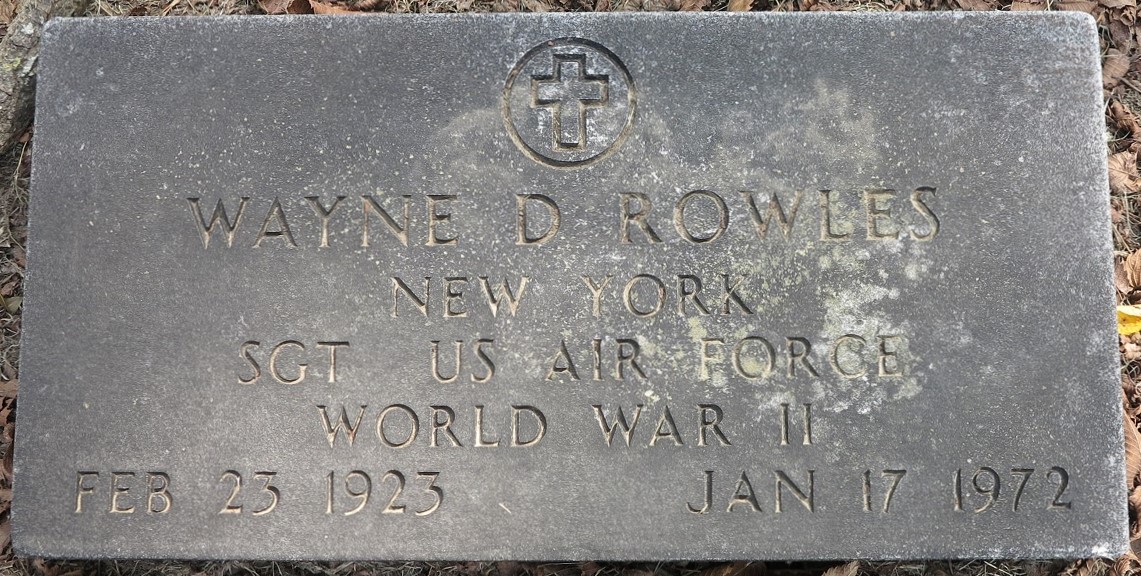 WAYNE D ROWLES
NEW YORK
SGT US AIR FORCE
WORLD WAR II
FEB 23 1923 JAN 17 1972